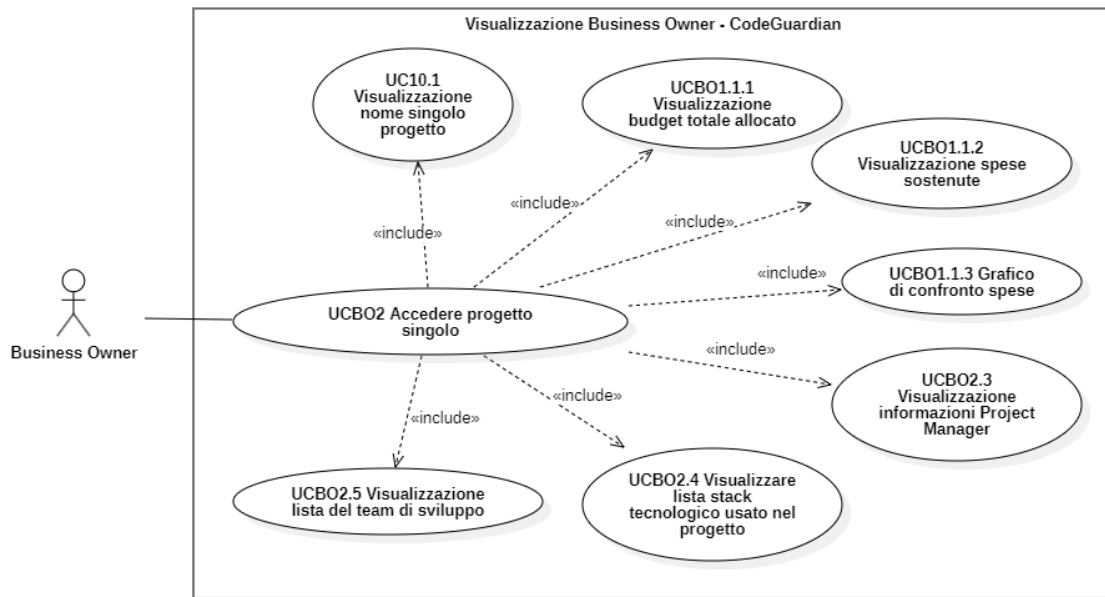 Visualizzazione Business Owner - CodeGuardian
UC10.1
Visualizzazione
nome singolo
progetto
UCBO1.1.1
Visualizzazione
budget totale allocato
UCBO1.1.2
Visualizzazione spese
sostenute
«include»
«include»
«include»
«include»
UCBO1.1.3 Grafico
di confronto spese
UCBO2 Accedere progetto
singolo
Business Owner
«include»
UCBO2.3
Visualizzazione
informazioni Project
Manager
«include»
«include»
UCBO2.5 Visualizzazione
lista del team di sviluppo
UCBO2.4 Visualizzare
lista stack
tecnologico usato nel
progetto